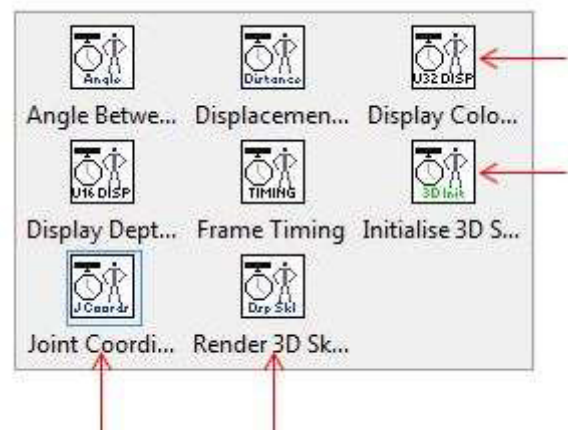 Angle
Distance
U32 DISP
Angle Betwe... Displacemen... Display Colo...
U16 DISP
TIMING
3D Init
Display Dept... Frame Timing Initialise 3D S...
J Coords
Dsp Skl
Joint Coordi... Render 3D Sk...